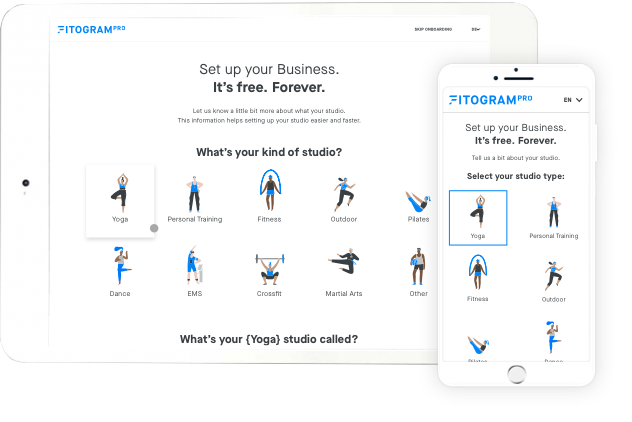 FITOGRAM PRO
SKIP ONBOARDING
DE
Set up your Business.
It's free. Forever.
Let us know a little bit more about what your studio.
This information helps setting up your studio easier and faster.
What's your kind of studio?
Yoga
Personal Training
Fitness
Outdoor
Pilates
Dance
EMS
Crossfit
Martial Arts
Other
What's your {Yoga} studio called?
FITOGRAM PRO
EN
Set up your Business.
It's free. Forever.
Tell us a bit about your studio.
Select your studio type:
Yoga
Personal Training
Fitness
Outdoor
Pilates
Dance